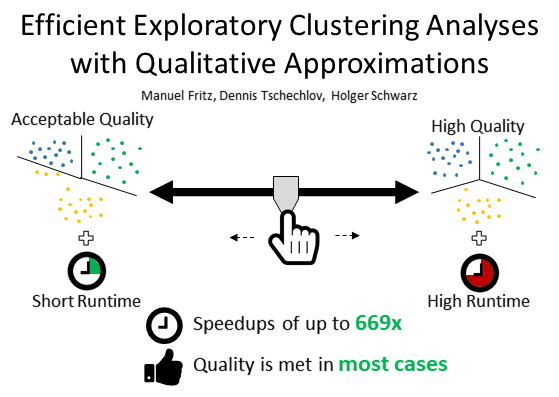 Efficient Exploratory Clustering Analyses
with Qualitative Approximations
Manuel Fritz, Dennis Tschechlov, Holger Schwarz
Acceptable Quality
High Quality
Short Runtime
High Runtime
Speedups of up to 669x
Quality is met in most cases